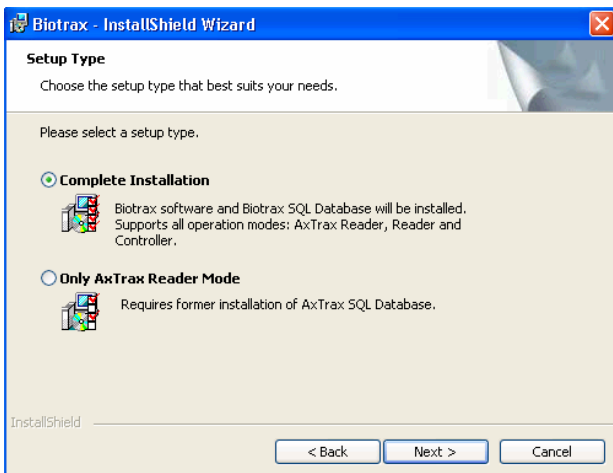 Biotrax - InstallShield Wizard
Setup Type
Choose the setup type that best suits your needs.
Please select a setup type.
Complete Installation
Biotrax software and Biotrax SQL Database will be installed.
Supports all operation modes: AxTrax Reader, Reader and
Controller.
Only AxTrax Reader Mode
Requires former installation of AxTrax SQL Database.
InstallShield
< Back
Next >
Cancel